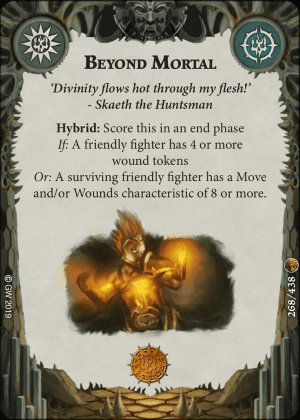 BEYOND MORTAL
‘Divinity flows hot through my flesh!’
- Skaeth the Huntsman
Hybrid: Score this in an end phase
If: A friendly fighter has 4 or more
wound tokens
Or: A surviving friendly fighter has a Move
and/or Wounds characteristic of 8 or more.
© GW 2019
268/438